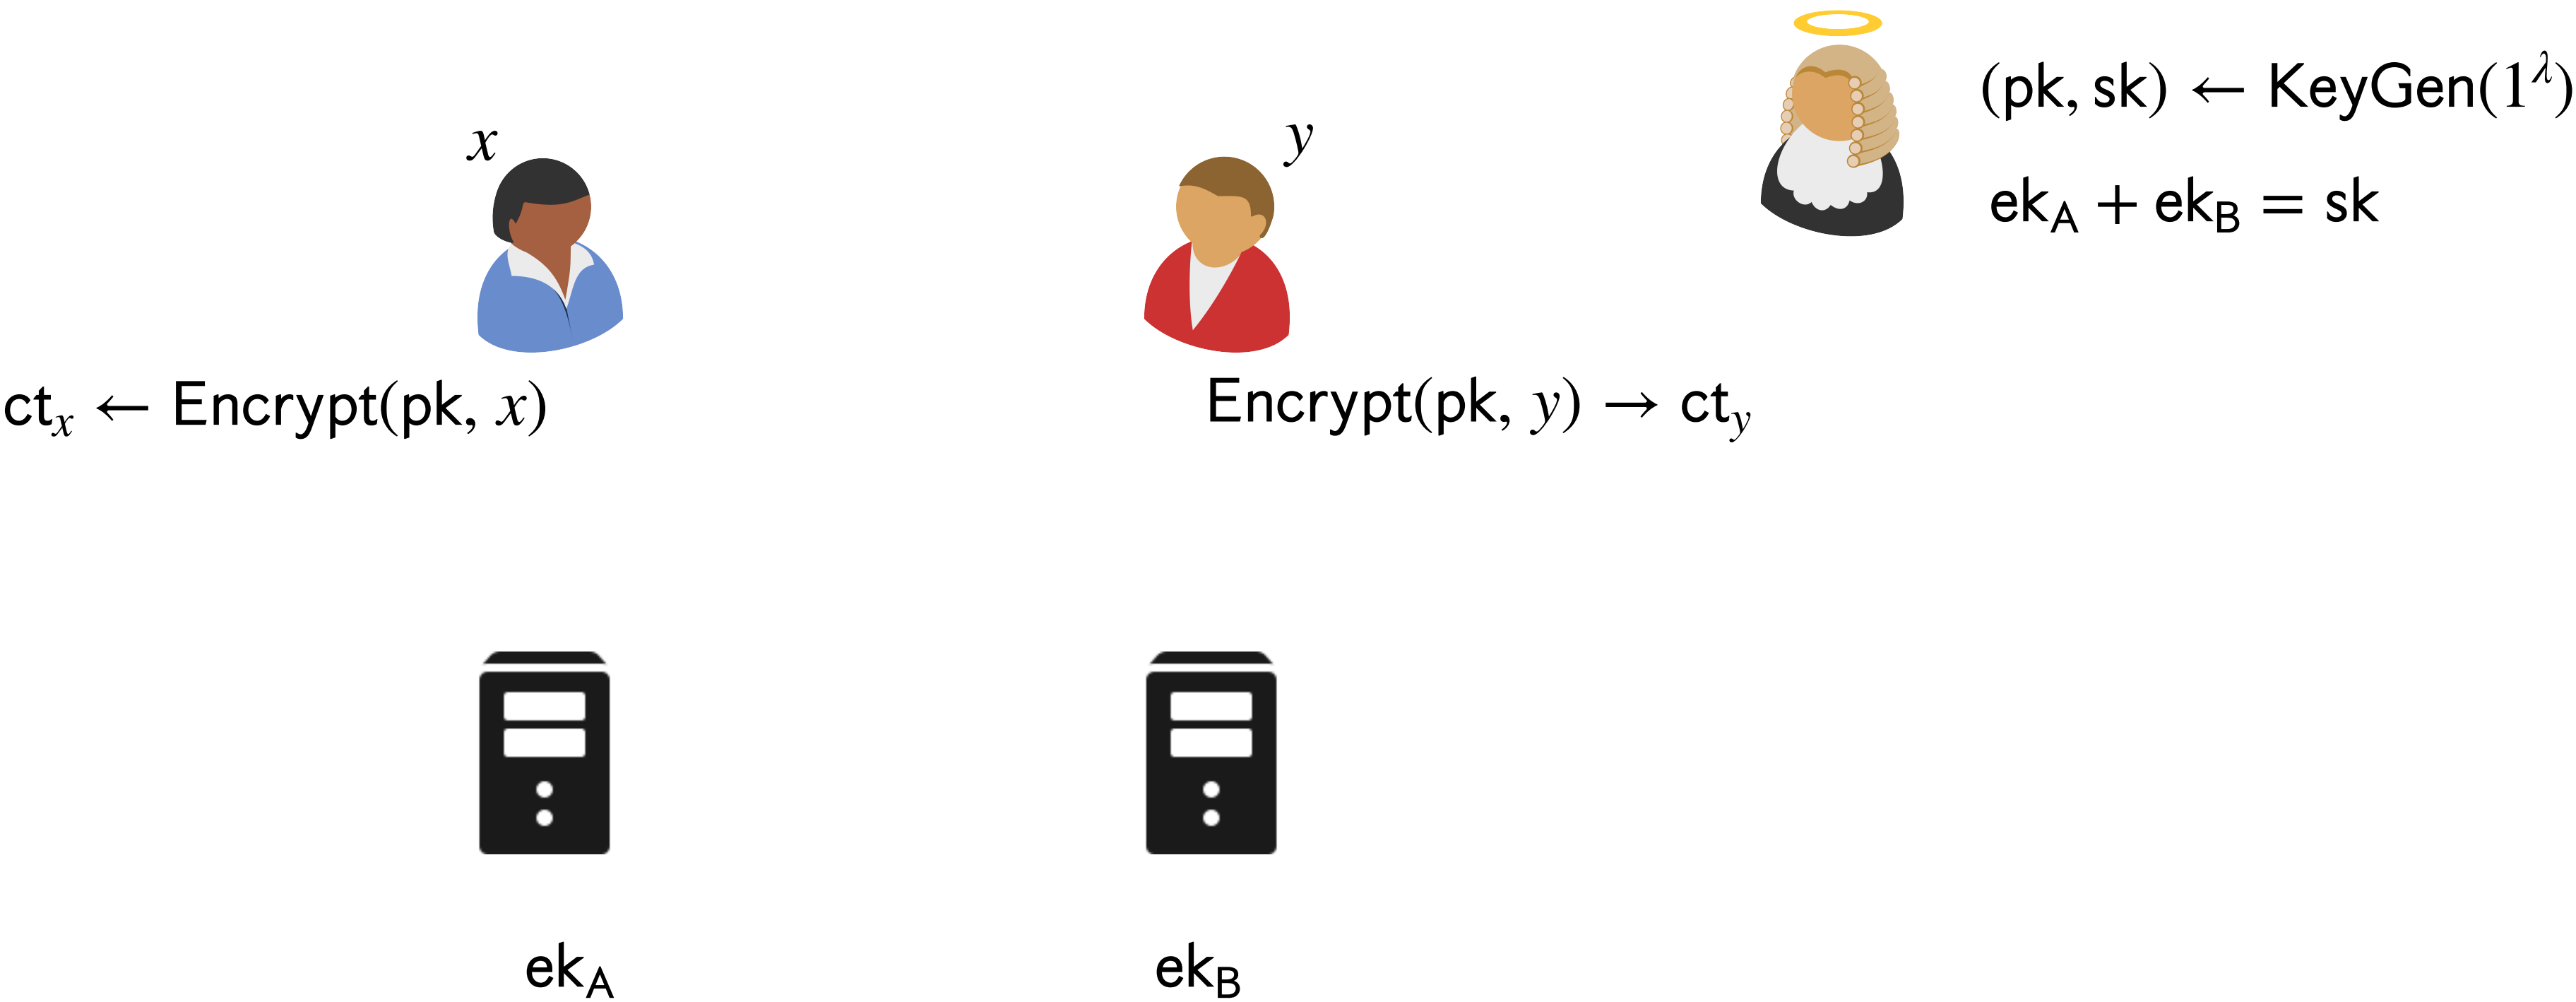 x
y
(pk, sk) ← KeyGen(1^λ)
ek_A + ek_B = sk
ct_x ← Encrypt(pk, x)
Encrypt(pk, y) → ct_y
ek_A
ek_B